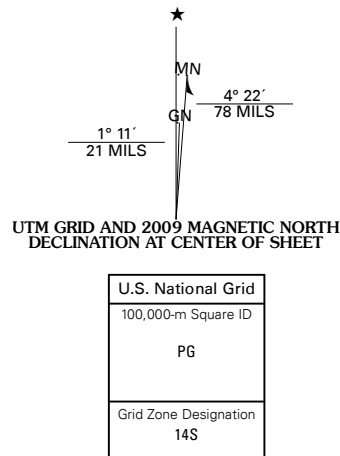 ★
MN
4° 22´
78 MILS
GN
1° 11´
21 MILS
UTM GRID AND 2009 MAGNETIC NORTH
DECLINATION AT CENTER OF SHEET
U.S. National Grid
100,000-m Square ID
PG
Grid Zone Designation
14S